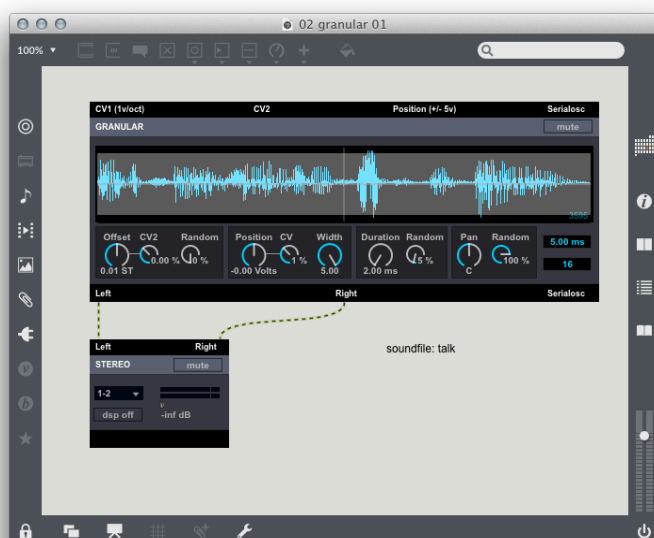 02 granular 01
100%
CV1 (1v/oct) CV2 Position (+/- 5v) Serialosc
GRANULAR mute
3595
Offset CV2 Random Position CV Width Duration Random Pan Random
5.00 ms
0.00 % 0 % 1 % 5 % 100 %
16
0.01 ST -0.00 Volts 5.00 2.00 ms C
Left Right Serialosc
Left Right
soundfile: talk
STEREO mute
1-2
dsp off -inf dB